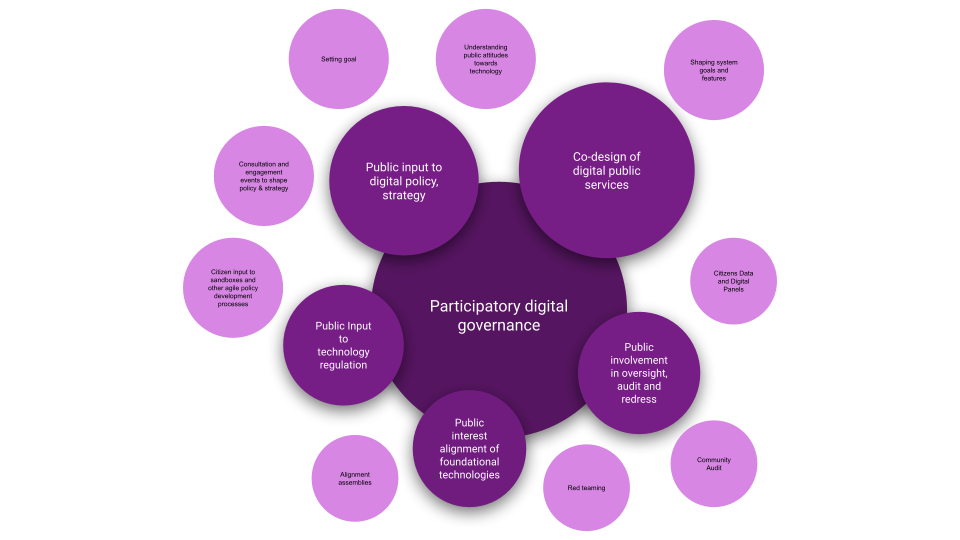 Setting goal
Understanding
public attitudes
towards
technology
Shaping system
goals and
features
Consultation and
engagement
events to shape
policy & strategy
Public input to
digital policy,
strategy
Co-design of
digital public
services
Citizen input to
sandboxes and
other agile policy
development
processes
Citizens Data
and Digital
Panels
Participatory digital
governance
Public Input
to
technology
regulation
Public
involvement
in oversight,
audit and
redress
Public
interest
alignment of
foundational
technologies
Alignment
assemblies
Red teaming
Community
Audit